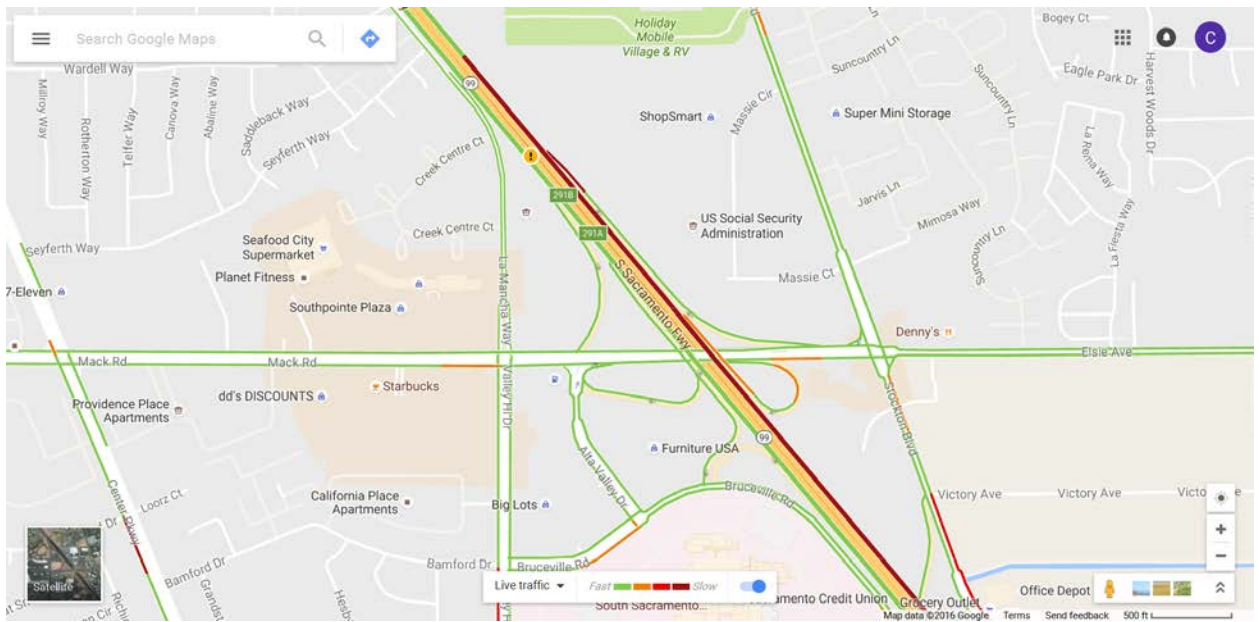 Search Google Maps
C
Holiday
Mobile
Village & RV
Bogey Ct
Eagle Park Dr
Harvest Woods Dr
Wardell Way
Millroy Way
Rotherton Way
Telfer Way
Canova Way
Abaline Way
Saddleback Way
Seyferth Way
Creek Centre Ct
Creek Centre Ct
99
ShopSmart
Massie Cir
Super Mini Storage
Suncountry Ln
Suncountry Ln
La Rema Way
La Fiesta Way
Jarvis Ln
Mimosa Way
Suncountry Ln
291B
291A
US Social Security
Administration
Massie Ct
Seyferth Way
Seafood City
Supermarket
Planet Fitness
7-Eleven
Southpointe Plaza
La Mancha Way
S Sacramento Fwy
Denny's
Mack Rd
Mack Rd
Elsie Ave
Starbucks
dd's DISCOUNTS
Providence Place
Apartments
Valley Hi Dr
Stockton Blvd
Furniture USA
99
Alta Valley Dr
Bruceville Rd
Center Pkwy
Loorz Ct
California Place
Apartments
Big Lots
Victory Ave
Victory Ave
Bamford Dr
Bamford Dr
Bruceville Rd
Satellite
Live traffic
Fast
Slow
South Sacramento...
Credit Union
Grocery Outlet
Office Depot
Map data ©2016 Google
Terms
Send feedback
500 ft